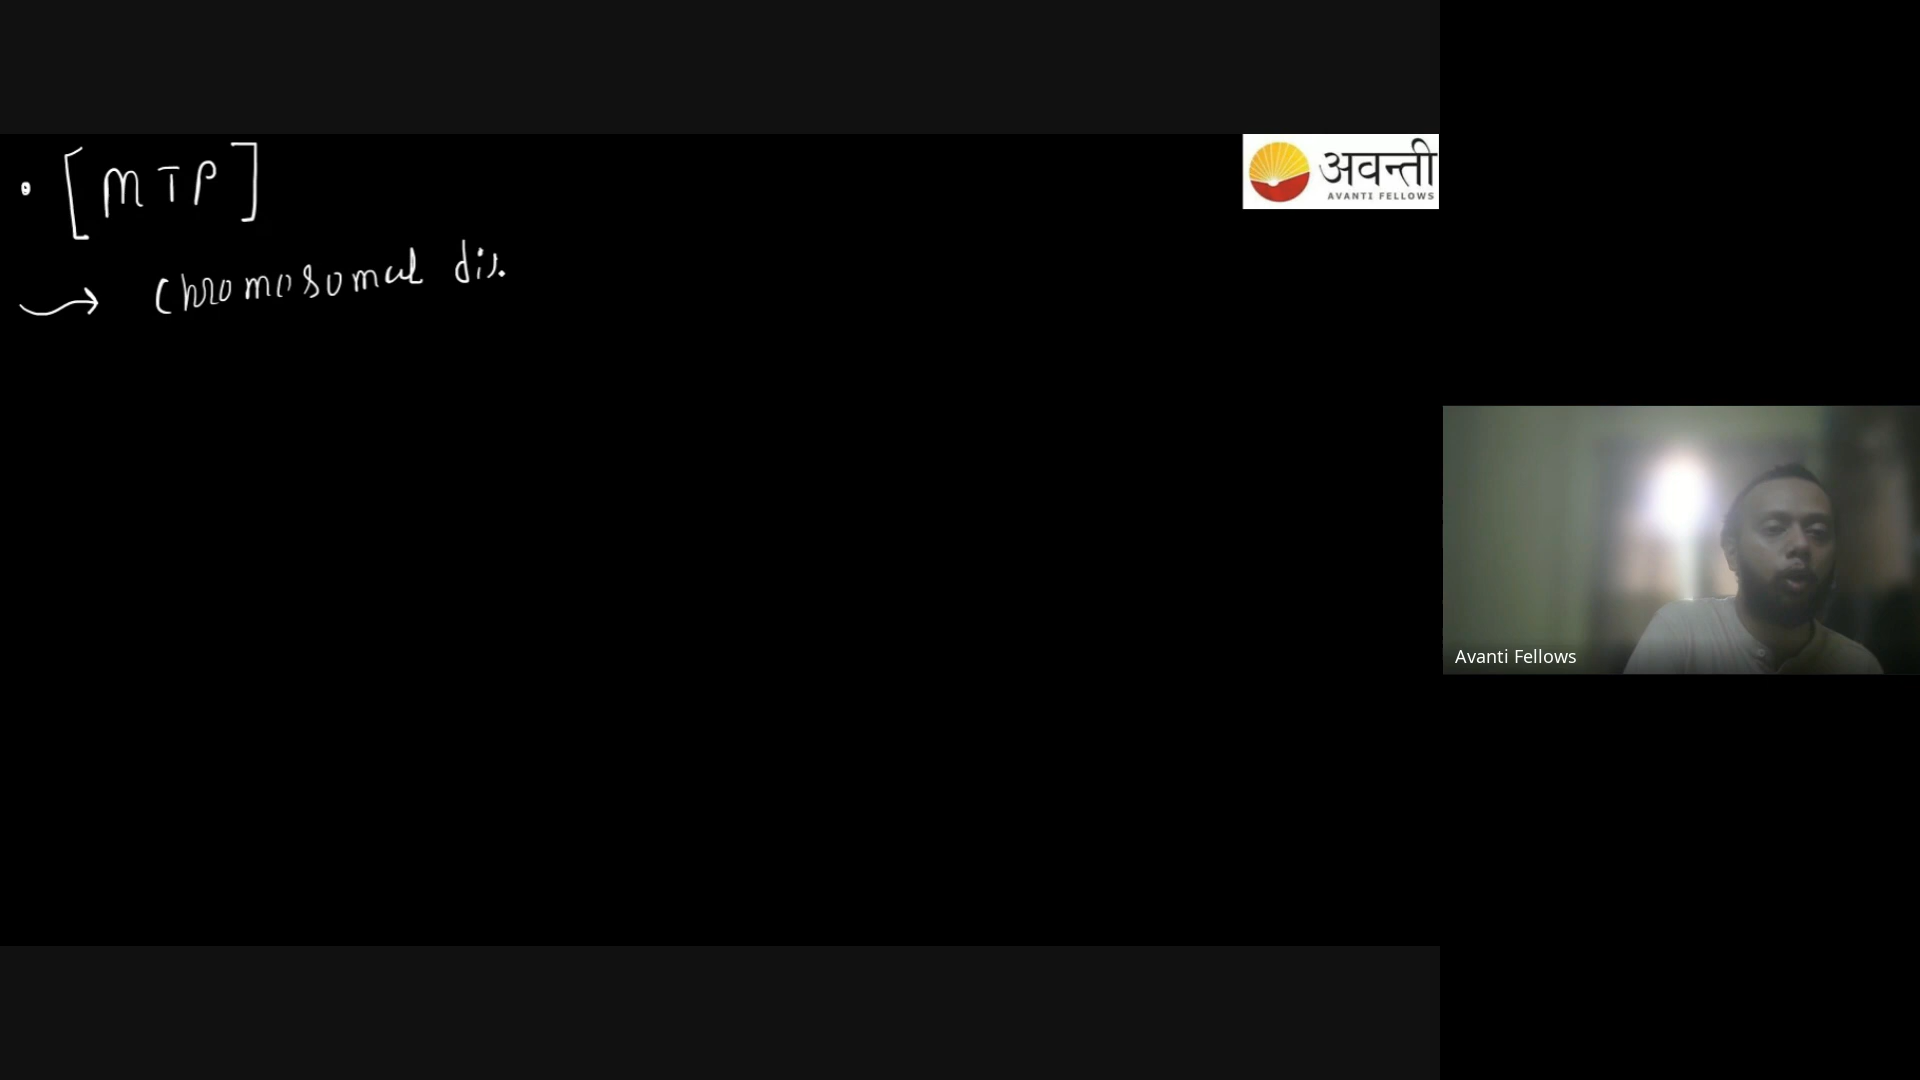 [MTP]
Chromosomal dis.
अवन्ती
AVANTI FELLOWS
Avanti Fellows